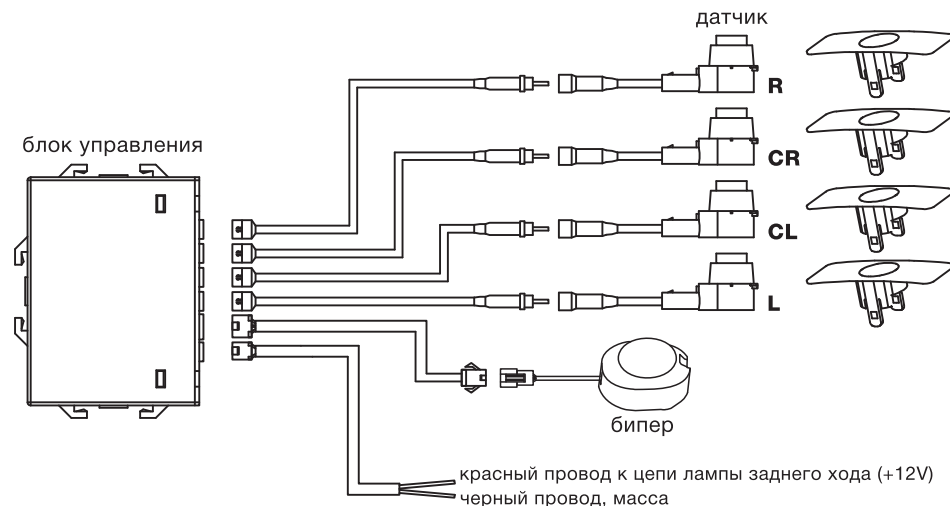 датчик
R
блок управления
CR
CL
L
бипер
красный провод к цепи лампы заднего хода (+12V)
черный провод, масса